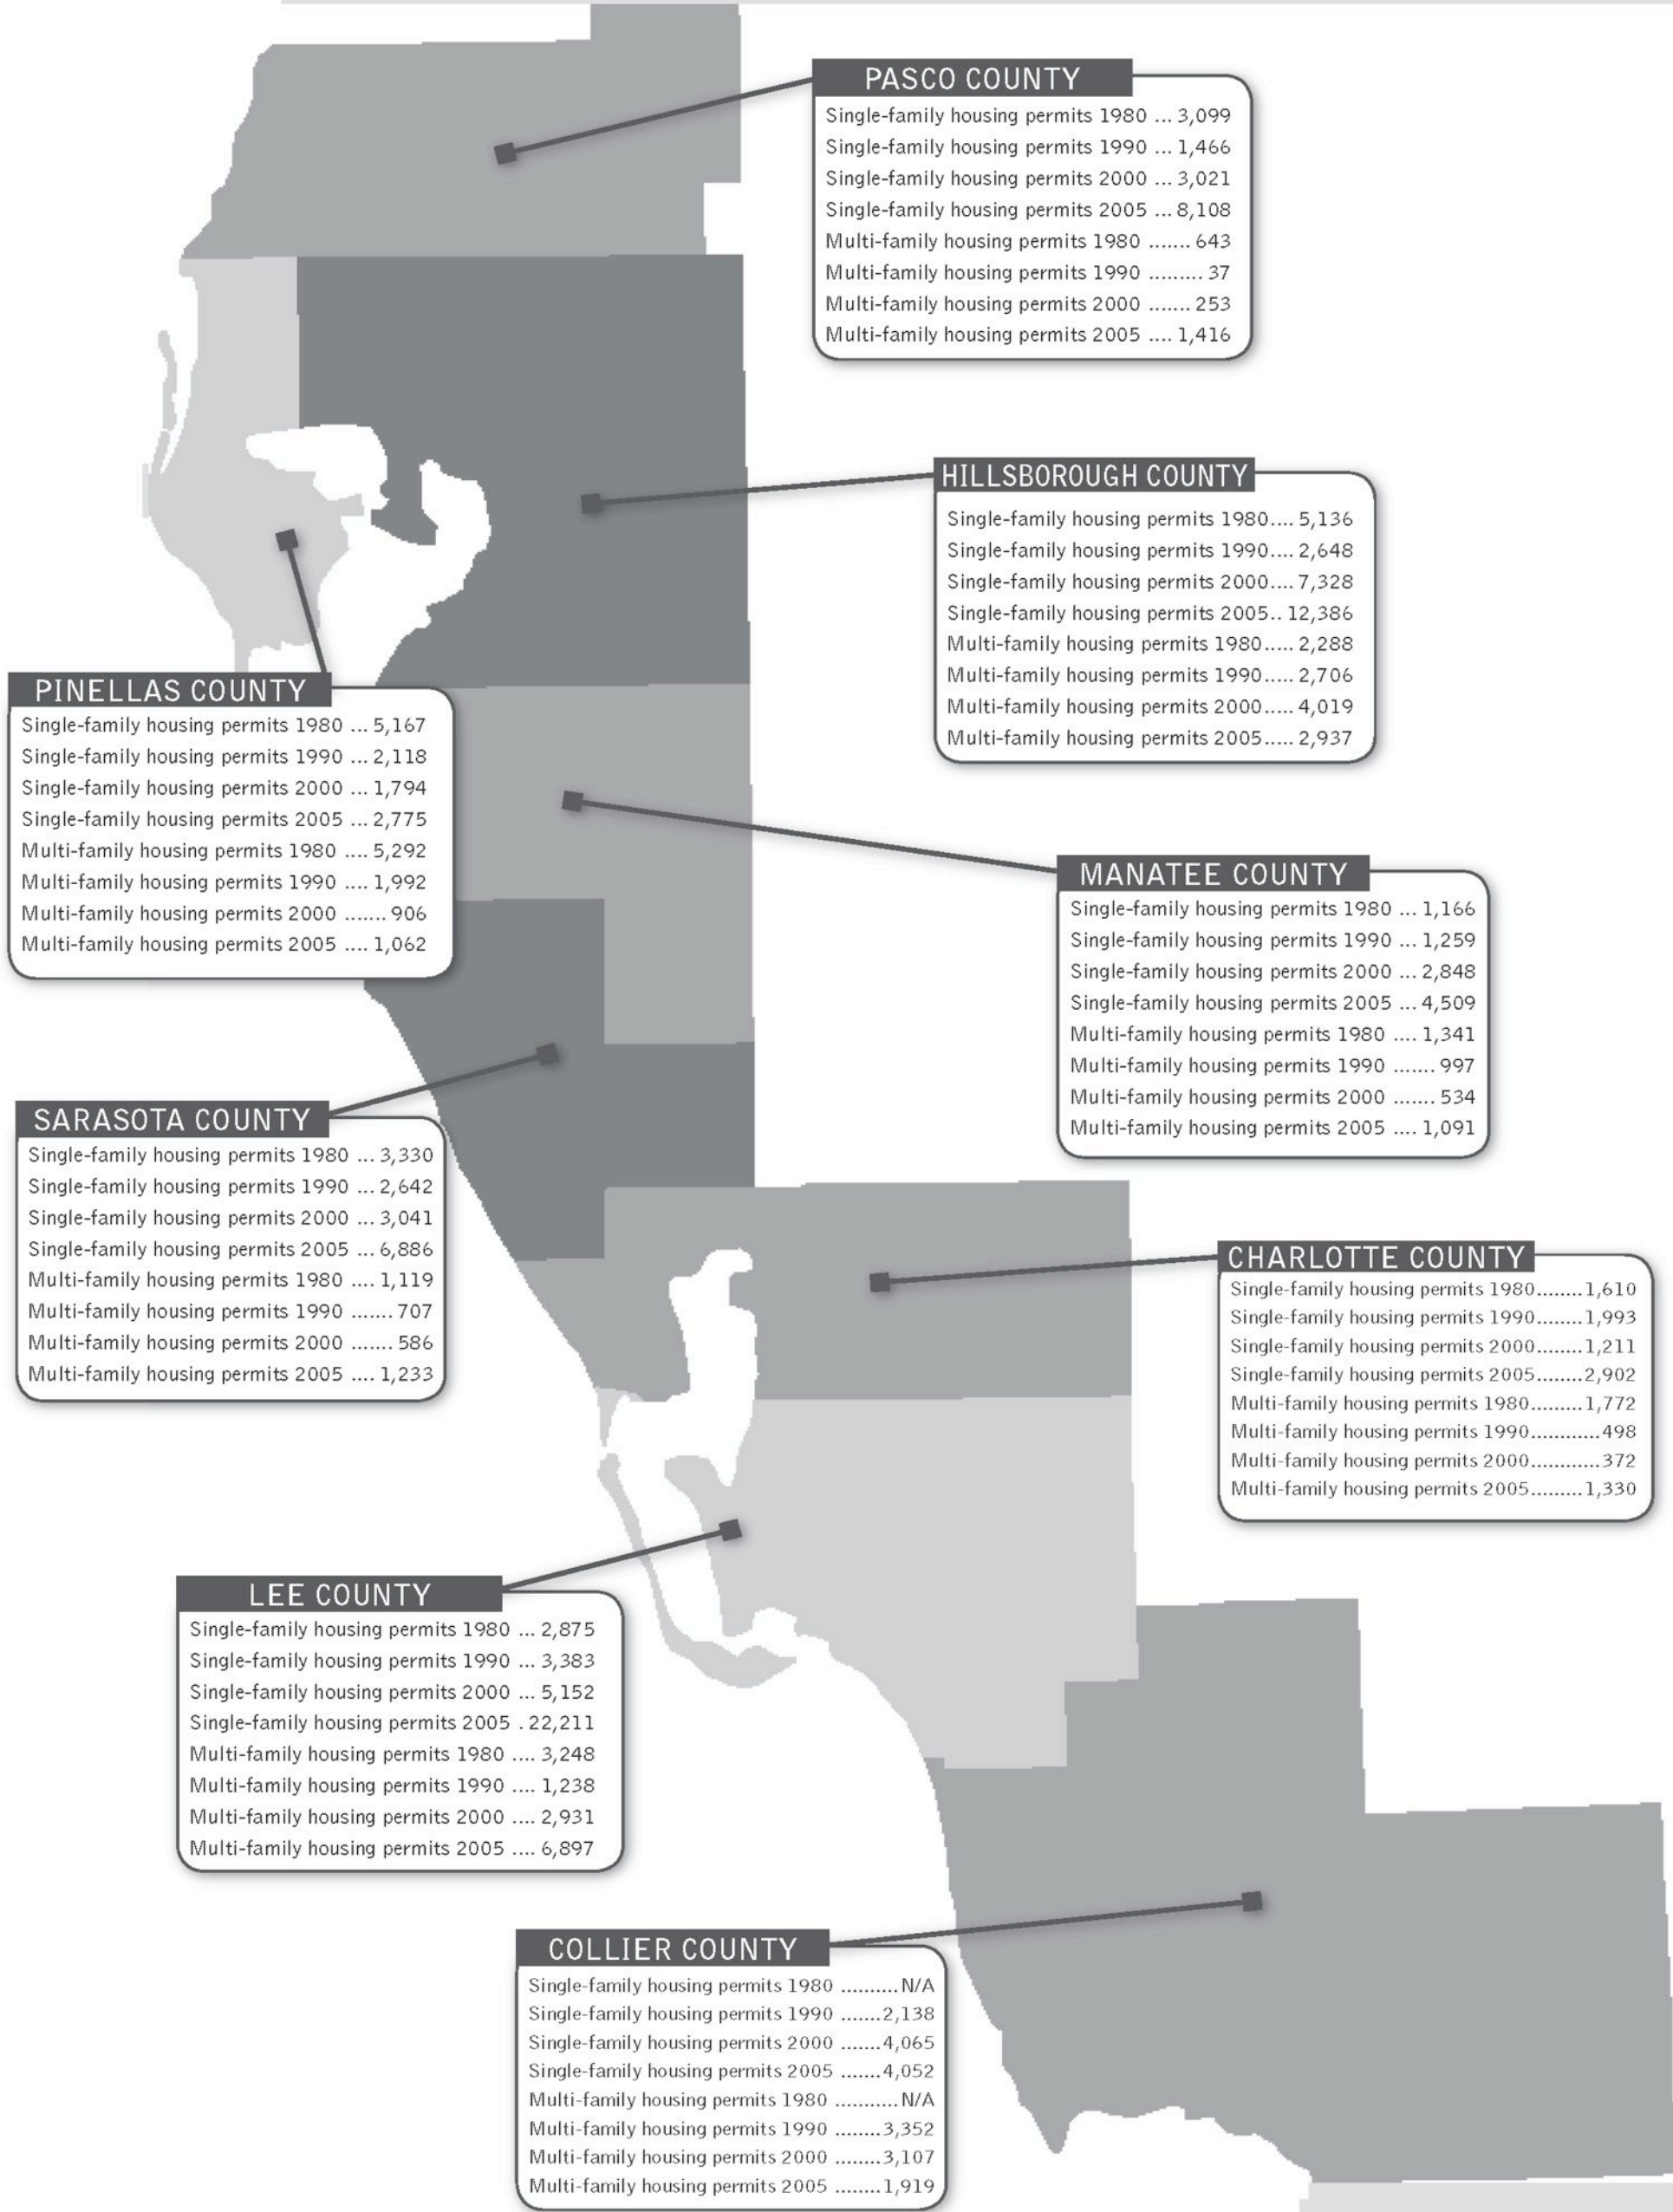 PASCO COUNTY
Single-family housing permits 1980 ... 3,099
Single-family housing permits 1990 ... 1,466
Single-family housing permits 2000 ... 3,021
Single-family housing permits 2005 ... 8,108
Multi-family housing permits 1980 ....... 643
Multi-family housing permits 1990 ......... 37
Multi-family housing permits 2000 ....... 253
Multi-family housing permits 2005 .... 1,416
HILLSBOROUGH COUNTY
Single-family housing permits 1980.... 5,136
Single-family housing permits 1990.... 2,648
Single-family housing permits 2000.... 7,328
Single-family housing permits 2005.. 12,386
Multi-family housing permits 1980..... 2,288
Multi-family housing permits 1990..... 2,706
Multi-family housing permits 2000..... 4,019
Multi-family housing permits 2005..... 2,937
PINELLAS COUNTY
Single-family housing permits 1980 ... 5,167
Single-family housing permits 1990 ... 2,118
Single-family housing permits 2000 ... 1,794
Single-family housing permits 2005 ... 2,775
Multi-family housing permits 1980 .... 5,292
Multi-family housing permits 1990 .... 1,992
Multi-family housing permits 2000 ....... 906
Multi-family housing permits 2005 .... 1,062
MANATEE COUNTY
Single-family housing permits 1980 ... 1,166
Single-family housing permits 1990 ... 1,259
Single-family housing permits 2000 ... 2,848
Single-family housing permits 2005 ... 4,509
Multi-family housing permits 1980 .... 1,341
Multi-family housing permits 1990 ....... 997
Multi-family housing permits 2000 ....... 534
Multi-family housing permits 2005 .... 1,091
SARASOTA COUNTY
Single-family housing permits 1980 ... 3,330
Single-family housing permits 1990 ... 2,642
Single-family housing permits 2000 ... 3,041
Single-family housing permits 2005 ... 6,886
Multi-family housing permits 1980 .... 1,119
Multi-family housing permits 1990 ....... 707
Multi-family housing permits 2000 ....... 586
Multi-family housing permits 2005 .... 1,233
CHARLOTTE COUNTY
Single-family housing permits 1980........1,610
Single-family housing permits 1990........1,993
Single-family housing permits 2000........1,211
Single-family housing permits 2005........2,902
Multi-family housing permits 1980.........1,772
Multi-family housing permits 1990............498
Multi-family housing permits 2000............372
Multi-family housing permits 2005.........1,330
LEE COUNTY
Single-family housing permits 1980 ... 2,875
Single-family housing permits 1990 ... 3,383
Single-family housing permits 2000 ... 5,152
Single-family housing permits 2005 . 22,211
Multi-family housing permits 1980 .... 3,248
Multi-family housing permits 1990 .... 1,238
Multi-family housing permits 2000 .... 2,931
Multi-family housing permits 2005 .... 6,897
COLLIER COUNTY
Single-family housing permits 1980 ..........N/A
Single-family housing permits 1990 .......2,138
Single-family housing permits 2000 .......4,065
Single-family housing permits 2005 .......4,052
Multi-family housing permits 1980 ...........N/A
Multi-family housing permits 1990 ........3,352
Multi-family housing permits 2000 ........3,107
Multi-family housing permits 2005 ........1,919